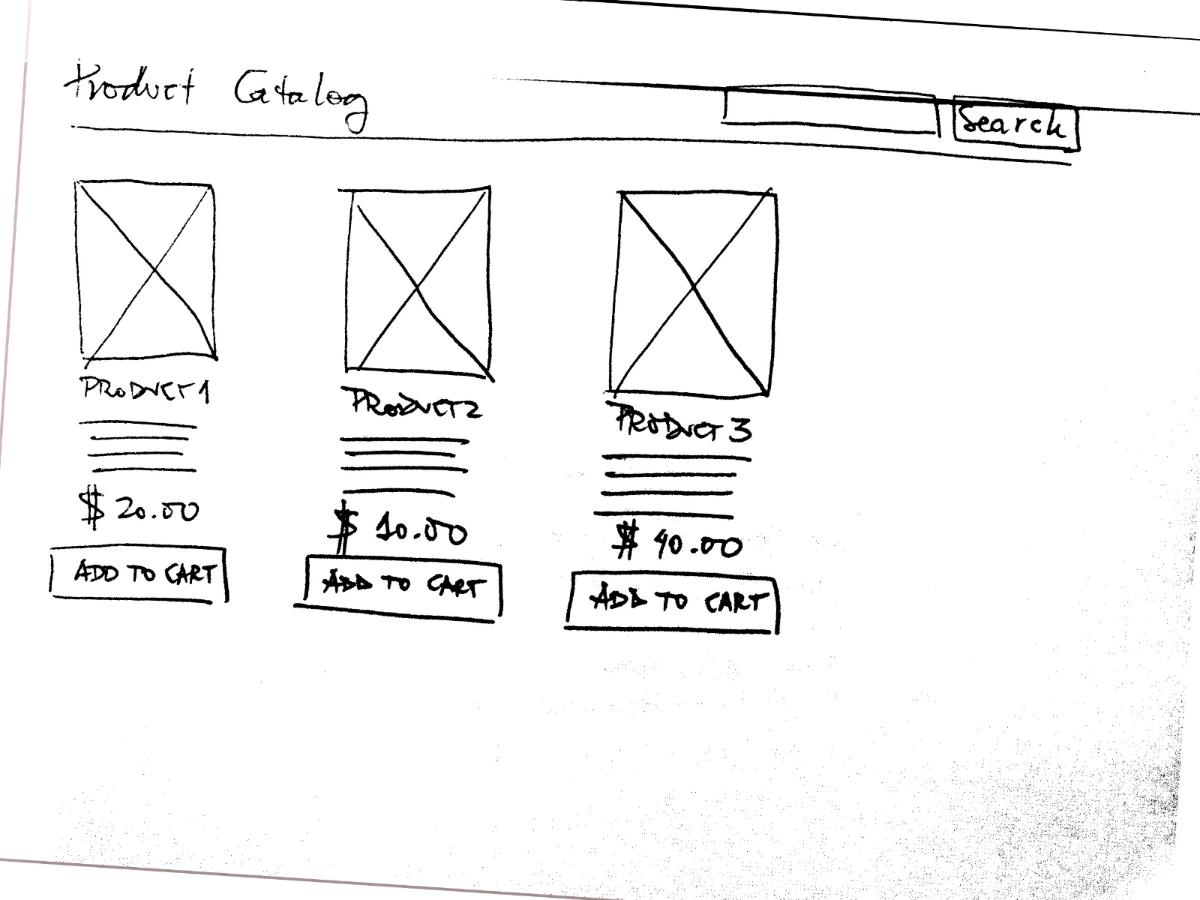 Product Catalog
Search
PRODUCT 1
PRODUCT 2
PRODUCT 3
$ 20.00
$ 10.00
$ 40.00
ADD TO CART
ADD TO CART
ADD TO CART